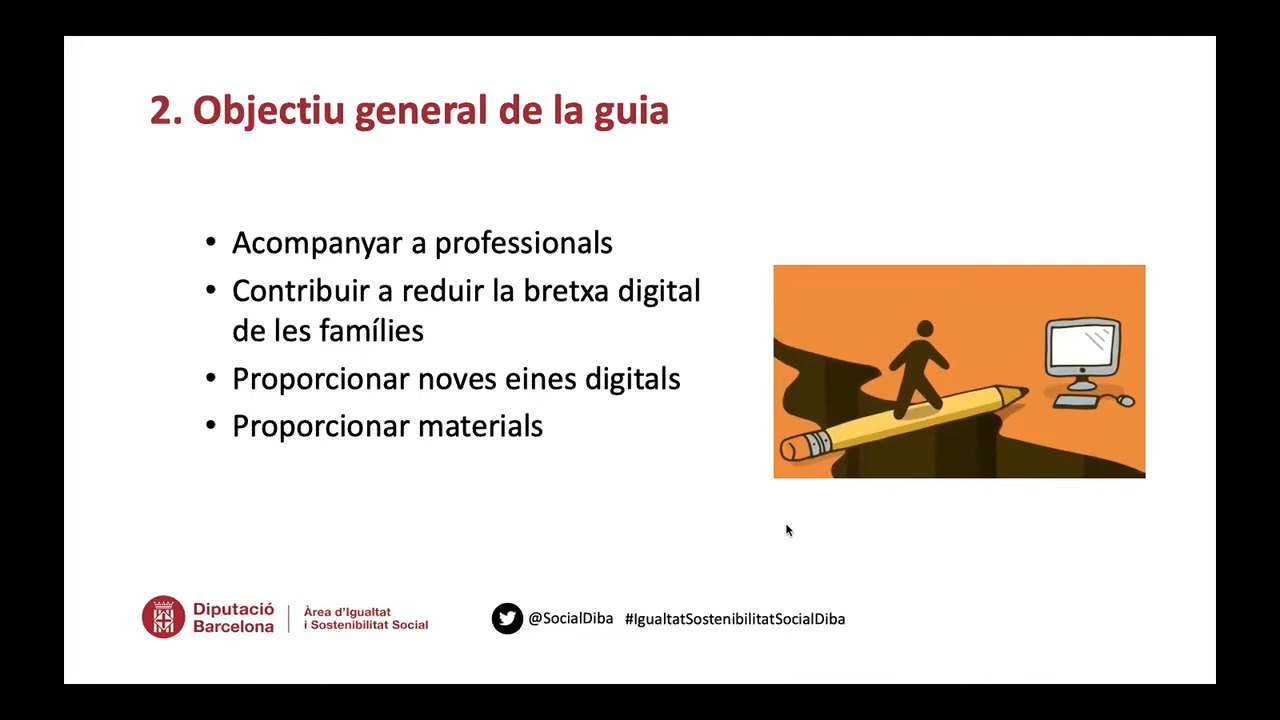 2. Objectiu general de la guia
• Acompanyar a professionals
• Contribuir a reduir la bretxa digital
de les famílies
• Proporcionar noves eines digitals
• Proporcionar materials
Diputació
Barcelona
Àrea d'Igualtat
i Sostenibilitat Social
@SocialDiba #IgualtatSostenibilitatSocialDiba